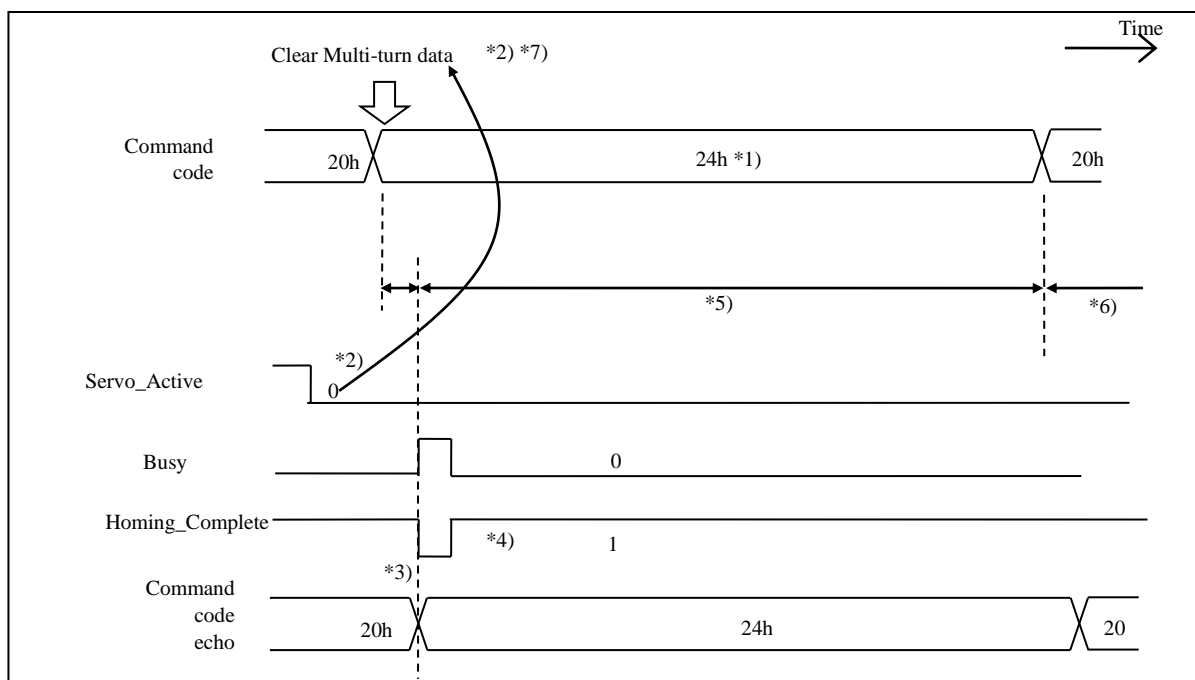 Time
Clear Multi-turn data *2) *7)
Command
code
20h
24h *1)
20h
*5)
*6)
*2)
Servo_Active
0
Busy
0
Homing_Complete
*4)
1
*3)
Command
code
echo
20h
24h
20